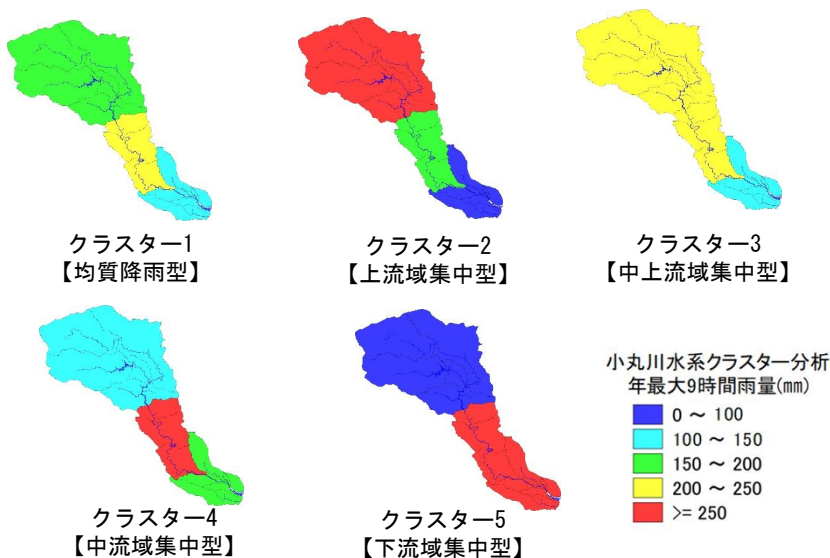 クラスター1
【均質降雨型】
クラスター2
【上流域集中型】
クラスター3
【中上流域集中型】
クラスター4
【中流域集中型】
クラスター5
【下流域集中型】
小丸川水系クラスター分析
年最大9時間雨量(mm)
0 ～ 100
100 ～ 150
150 ～ 200
200 ～ 250
>= 250